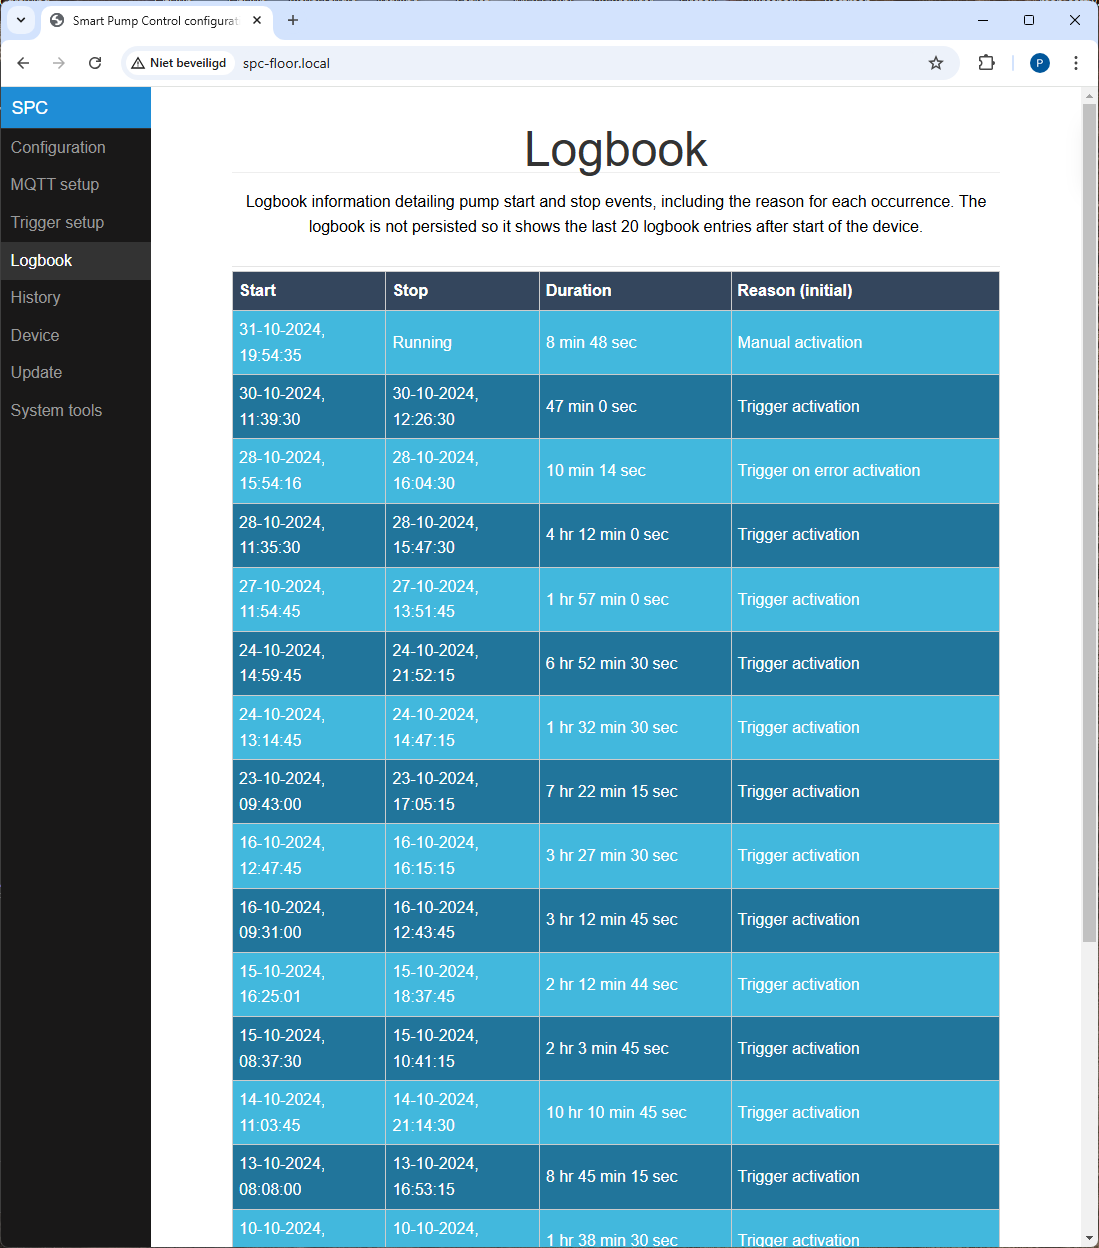 Smart Pump Control configurat
Niet beveiligd
spc-floor.local
P
SPC
Configuration
MQTT setup
Trigger setup
Logbook
History
Device
Update
System tools
Logbook
Logbook information detailing pump start and stop events, including the reason for each occurrence. The
logbook is not persisted so it shows the last 20 logbook entries after start of the device.
Start Stop Duration Reason (initial)
31-10-2024,
19:54:35 Running 8 min 48 sec Manual activation
30-10-2024, 30-10-2024,
11:39:30 12:26:30 47 min 0 sec Trigger activation
28-10-2024, 28-10-2024,
15:54:16 16:04:30 10 min 14 sec Trigger on error activation
28-10-2024, 28-10-2024,
11:35:30 15:47:30 4 hr 12 min 0 sec Trigger activation
27-10-2024, 27-10-2024,
11:54:45 13:51:45 1 hr 57 min 0 sec Trigger activation
24-10-2024, 24-10-2024,
14:59:45 21:52:15 6 hr 52 min 30 sec Trigger activation
24-10-2024, 24-10-2024,
13:14:45 14:47:15 1 hr 32 min 30 sec Trigger activation
23-10-2024, 23-10-2024,
09:43:00 17:05:15 7 hr 22 min 15 sec Trigger activation
16-10-2024, 16-10-2024,
12:47:45 16:15:15 3 hr 27 min 30 sec Trigger activation
16-10-2024, 16-10-2024,
09:31:00 12:43:45 3 hr 12 min 45 sec Trigger activation
15-10-2024, 15-10-2024,
16:25:01 18:37:45 2 hr 12 min 44 sec Trigger activation
15-10-2024, 15-10-2024,
08:37:30 10:41:15 2 hr 3 min 45 sec Trigger activation
14-10-2024, 14-10-2024,
11:03:45 21:14:30 10 hr 10 min 45 sec Trigger activation
13-10-2024, 13-10-2024,
08:08:00 16:53:15 8 hr 45 min 15 sec Trigger activation
10-10-2024, 10-10-2024,
1 hr 38 min 30 sec Trigger activation